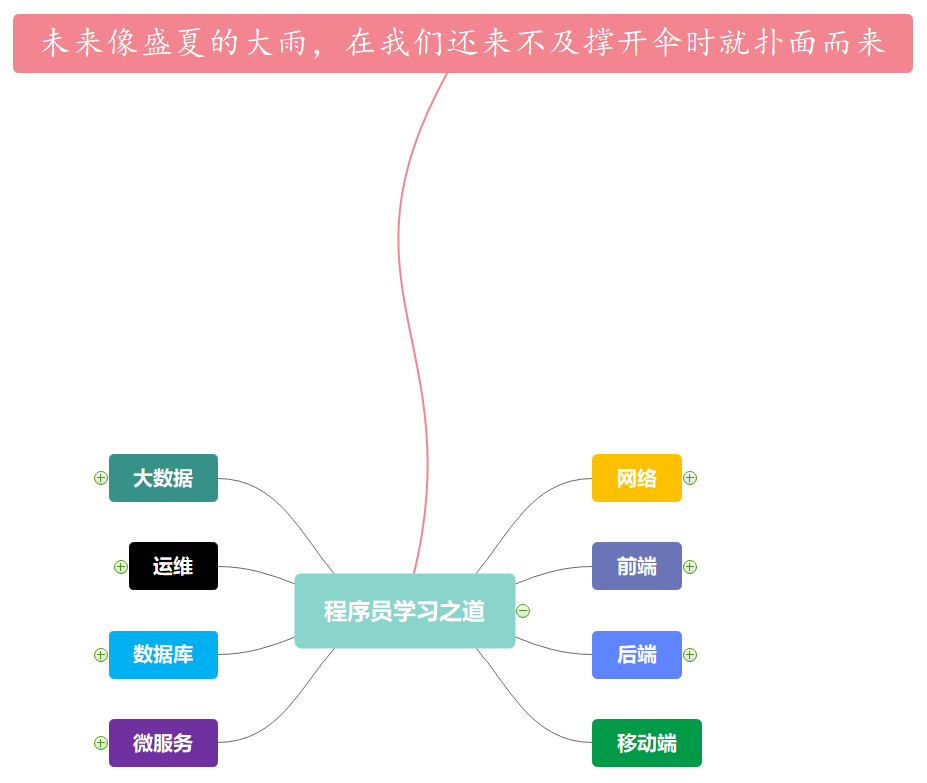 未来像盛夏的大雨，在我们还来不及撑开伞时就扑面而来
大数据
网络
运维
前端
程序员学习之道
数据库
后端
微服务
移动端